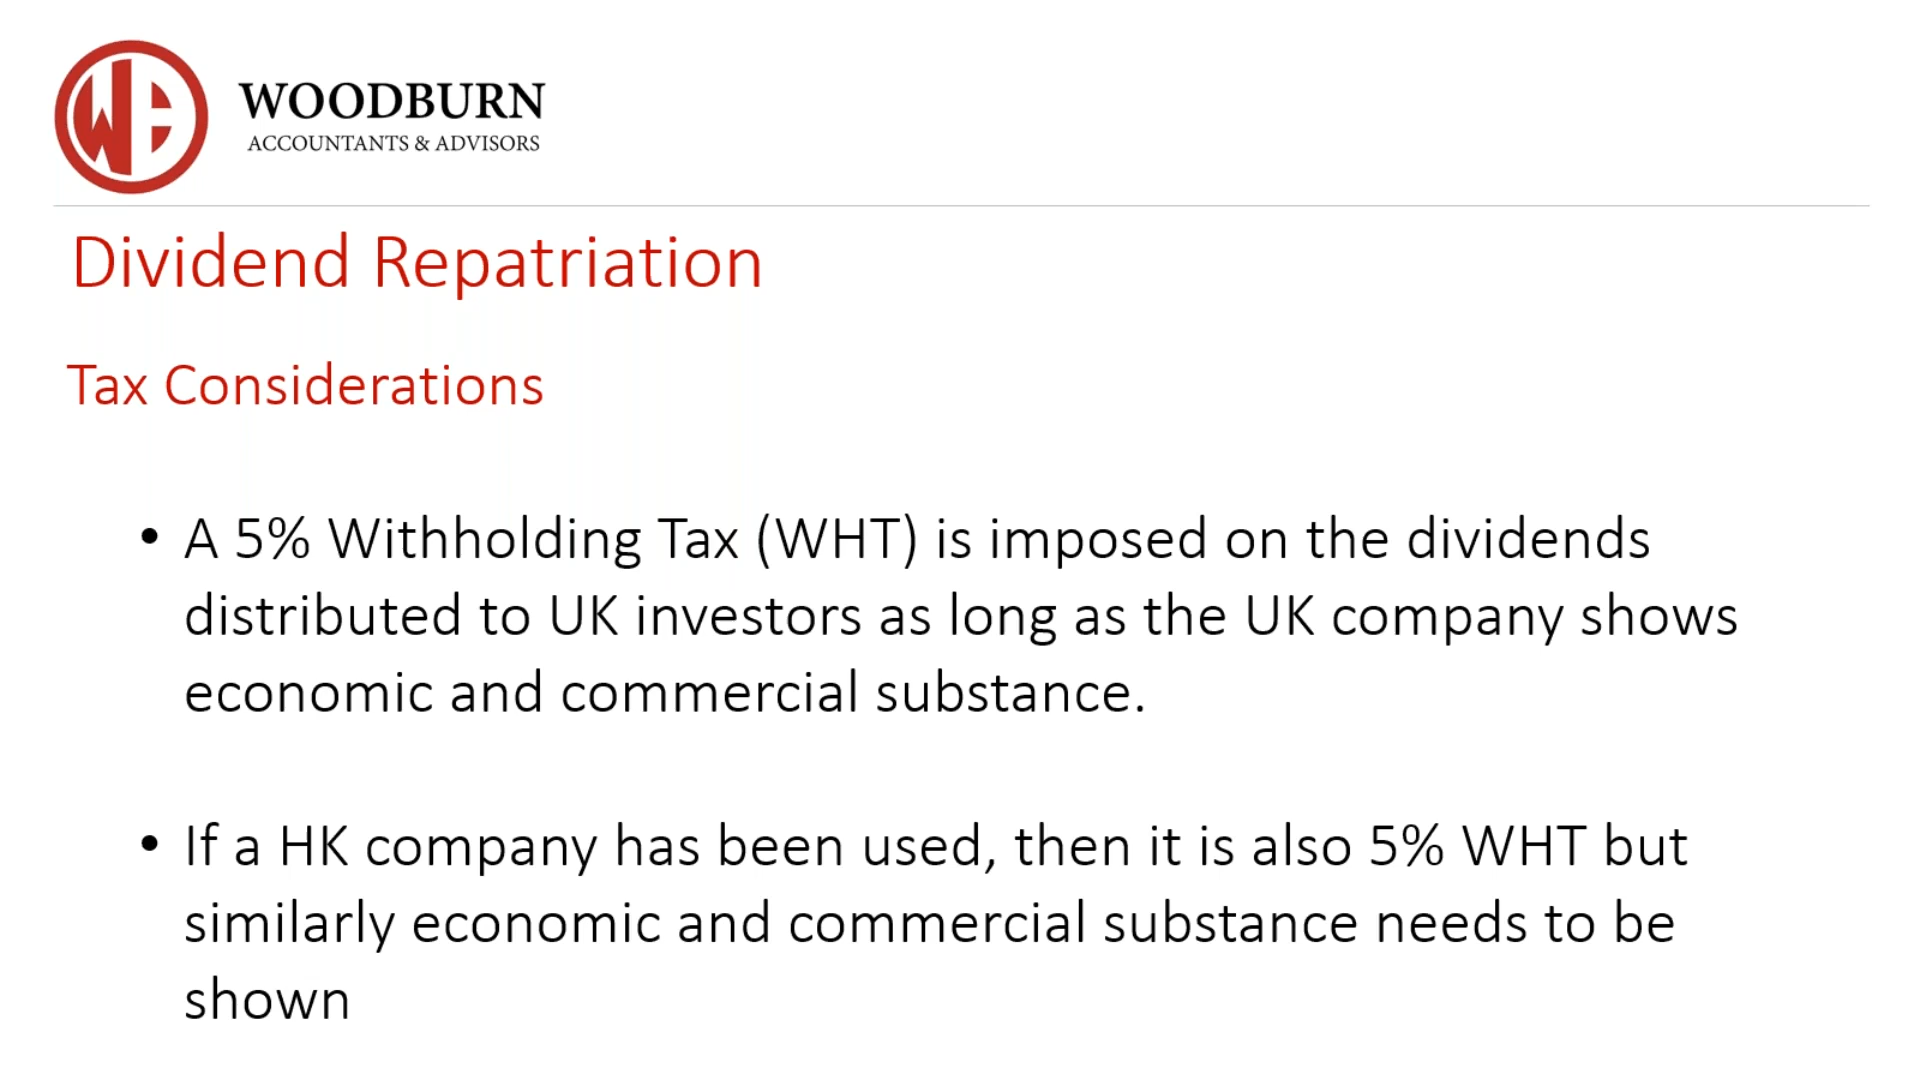 WOODBURN
ACCOUNTANTS & ADVISORS
Dividend Repatriation
Tax Considerations
• A 5% Withholding Tax (WHT) is imposed on the dividends
distributed to UK investors as long as the UK company shows
economic and commercial substance.
• If a HK company has been used, then it is also 5% WHT but
similarly economic and commercial substance needs to be
shown